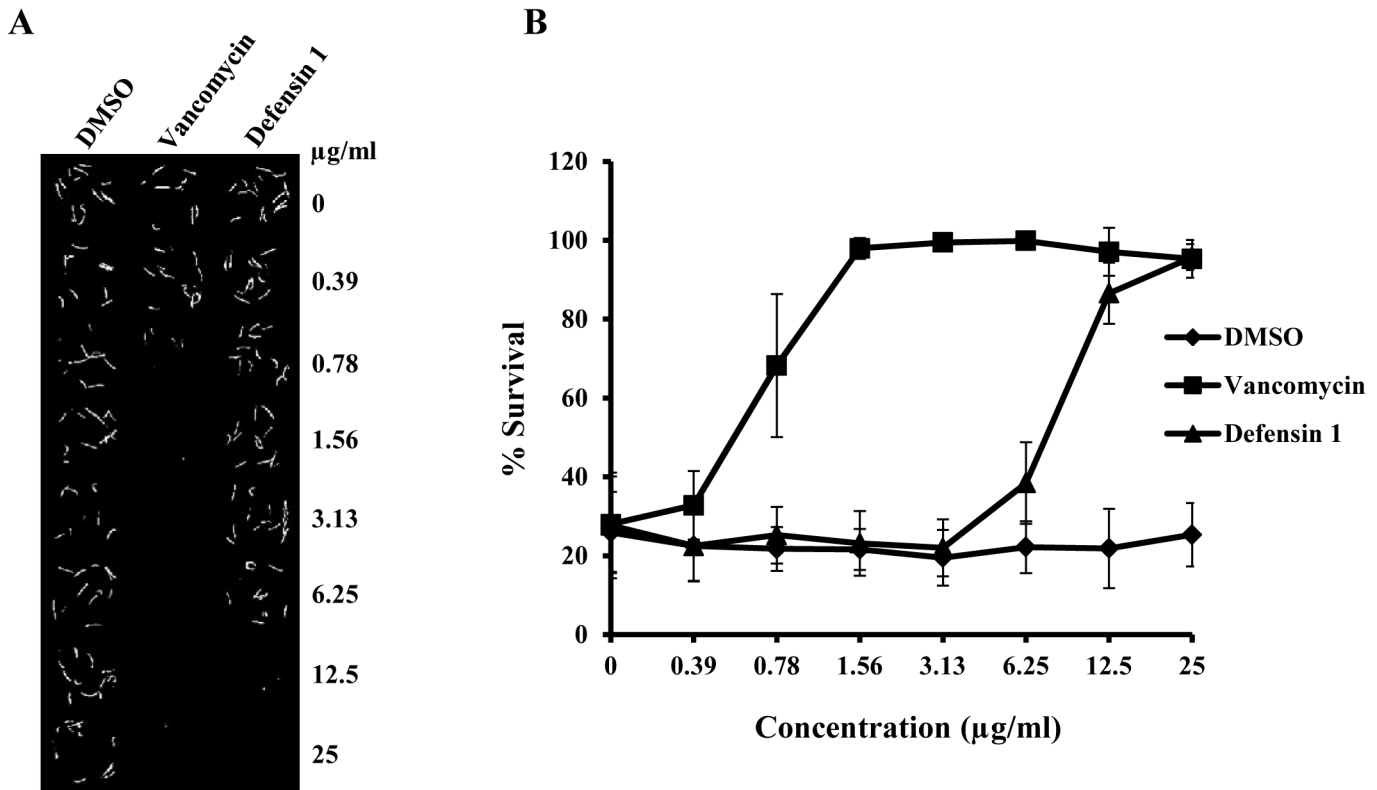 A
DMSO
Vancomycin
Defensin 1
µg/ml
0
0.39
0.78
1.56
3.13
6.25
12.5
25
B
120
100
80
60
40
20
0
% Survival
0 0.39 0.78 1.56 3.13 6.25 12.5 25
Concentration (µg/ml)
DMSO
Vancomycin
Defensin 1